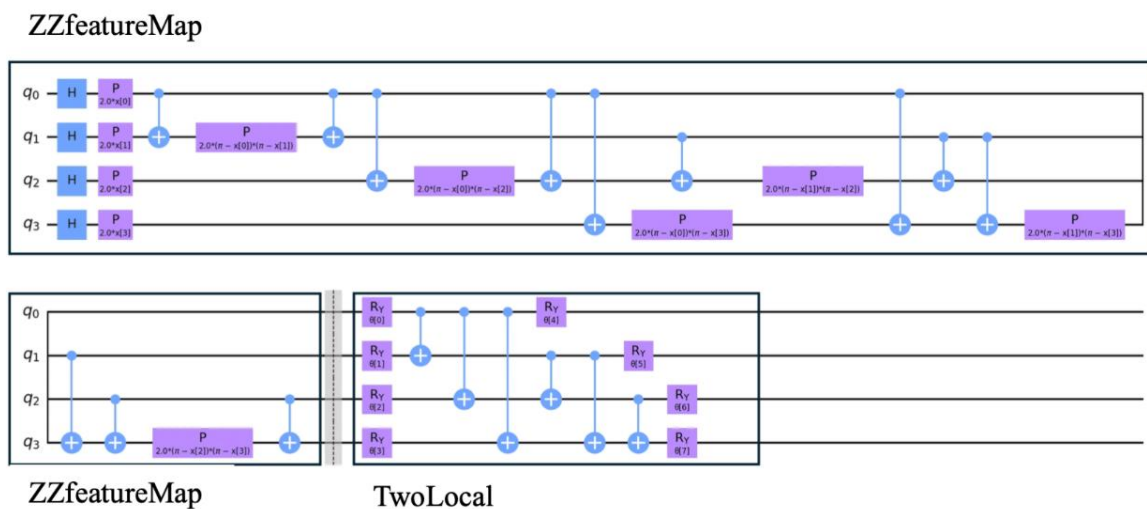 ZZfeatureMap
q0 H P 2.0*x[0]
q1 H P 2.0*x[1] P 2.0*(π − x[0])*(π − x[1])
q2 H P 2.0*x[2] P 2.0*(π − x[0])*(π − x[2]) P 2.0*(π − x[1])*(π − x[2])
q3 H P 2.0*x[3] P 2.0*(π − x[0])*(π − x[3]) P 2.0*(π − x[1])*(π − x[3])
q0 RY θ[0] RY θ[4]
q1 RY θ[1] RY θ[5]
q2 RY θ[2] RY θ[6]
q3 P 2.0*(π − x[2])*(π − x[3]) RY θ[3] RY θ[7]
ZZfeatureMap TwoLocal